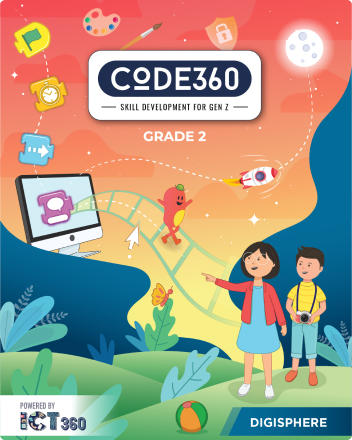 CODE360
SKILL DEVELOPMENT FOR GEN Z
GRADE 2
POWERED BY
ICT360
DIGISPHERE